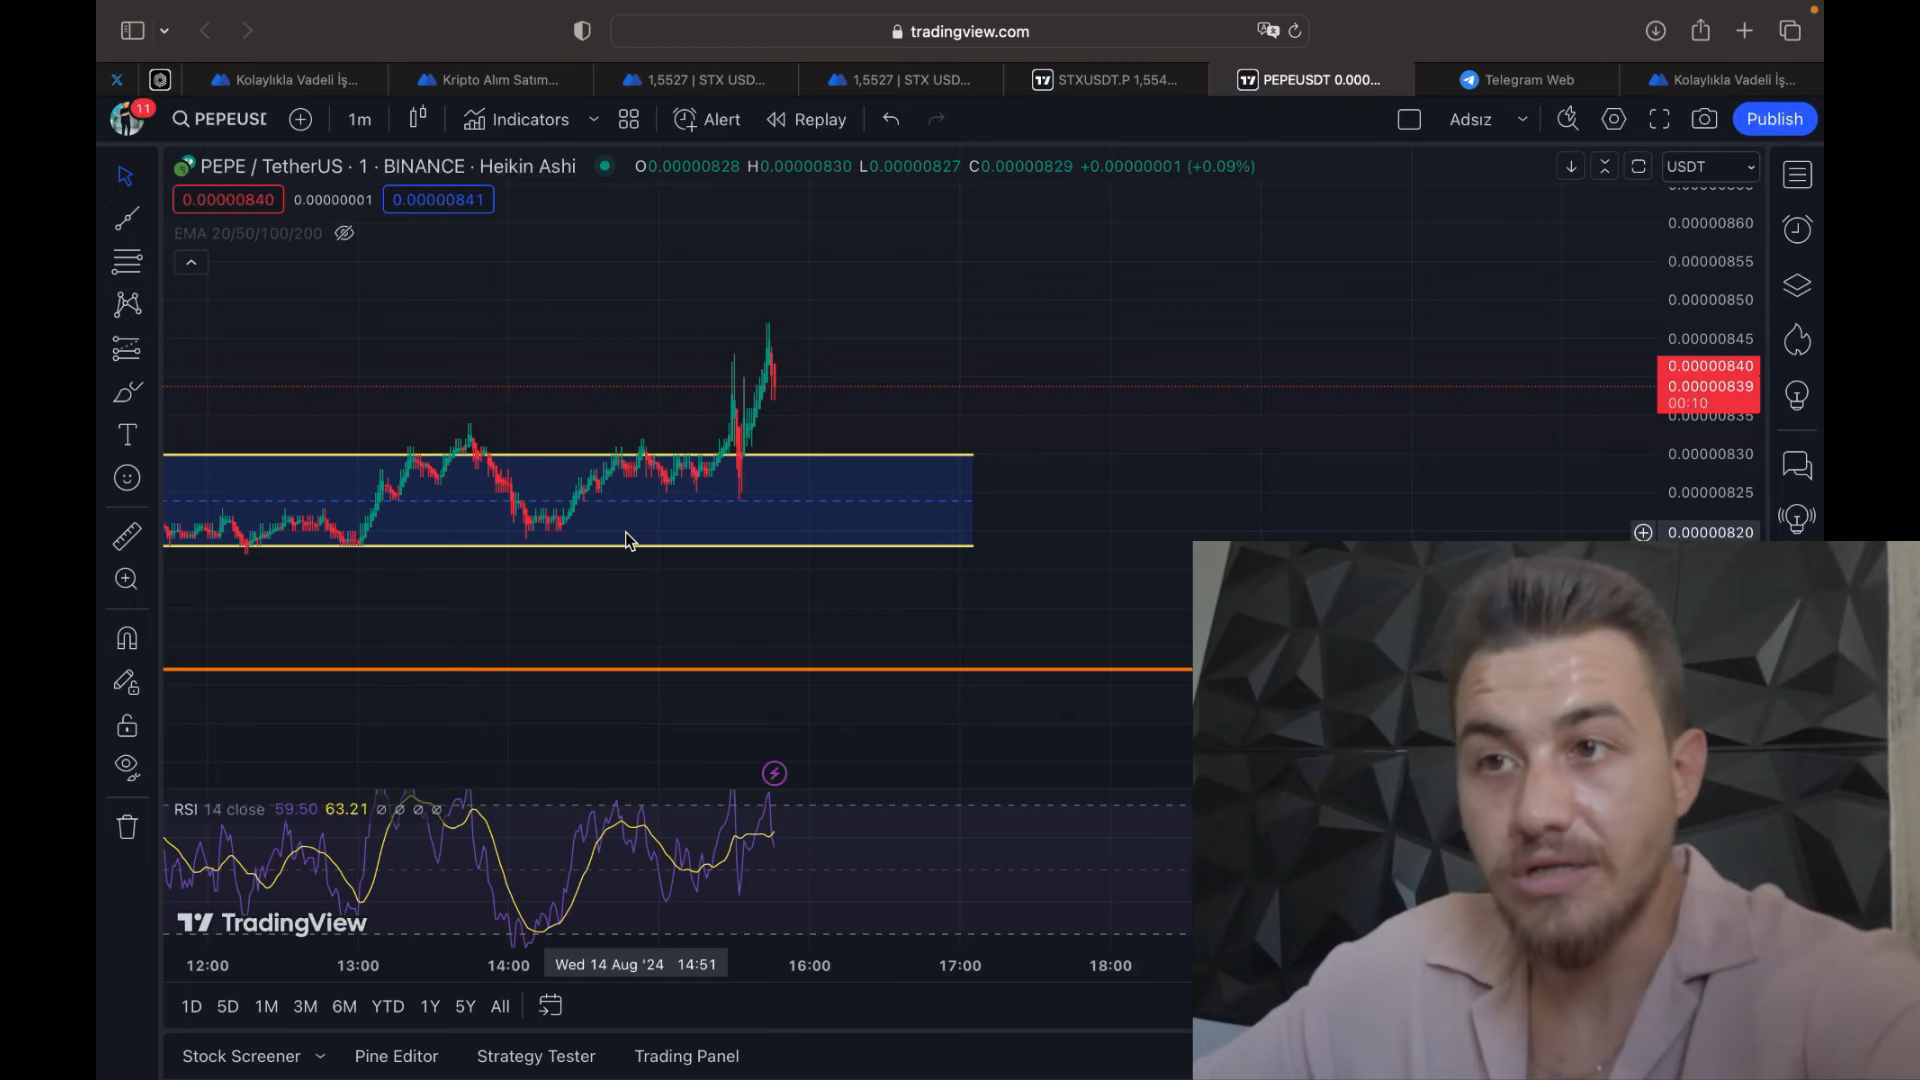 tradingview.com
Kolaylıkla Vadeli İş...
Kripto Alım Satım...
1,5527 | STX USD...
1,5527 | STX USD...
STXUSDT.P 1,554...
PEPEUSDT 0.000...
Telegram Web
Kolaylıkla Vadeli İş...
11
PEPEUSI
1m
Indicators
Alert
Replay
Adsız
Publish
PEPE / TetherUS · 1 · BINANCE · Heikin Ashi
O0.00000828 H0.00000830 L0.00000827 C0.00000829 +0.00000001 (+0.09%)
USDT
0.00000840
0.00000001
0.00000841
EMA 20/50/100/200
0.00000860
0.00000855
0.00000850
0.00000845
0.00000840
0.00000839
00:10
0.00000835
0.00000830
0.00000825
0.00000820
RSI 14 close 59.50 63.21 ∅ ∅ ∅ ∅
TradingView
12:00
13:00
14:00
Wed 14 Aug '24 14:51
16:00
17:00
18:00
1D 5D 1M 3M 6M YTD 1Y 5Y All
Stock Screener
Pine Editor
Strategy Tester
Trading Panel